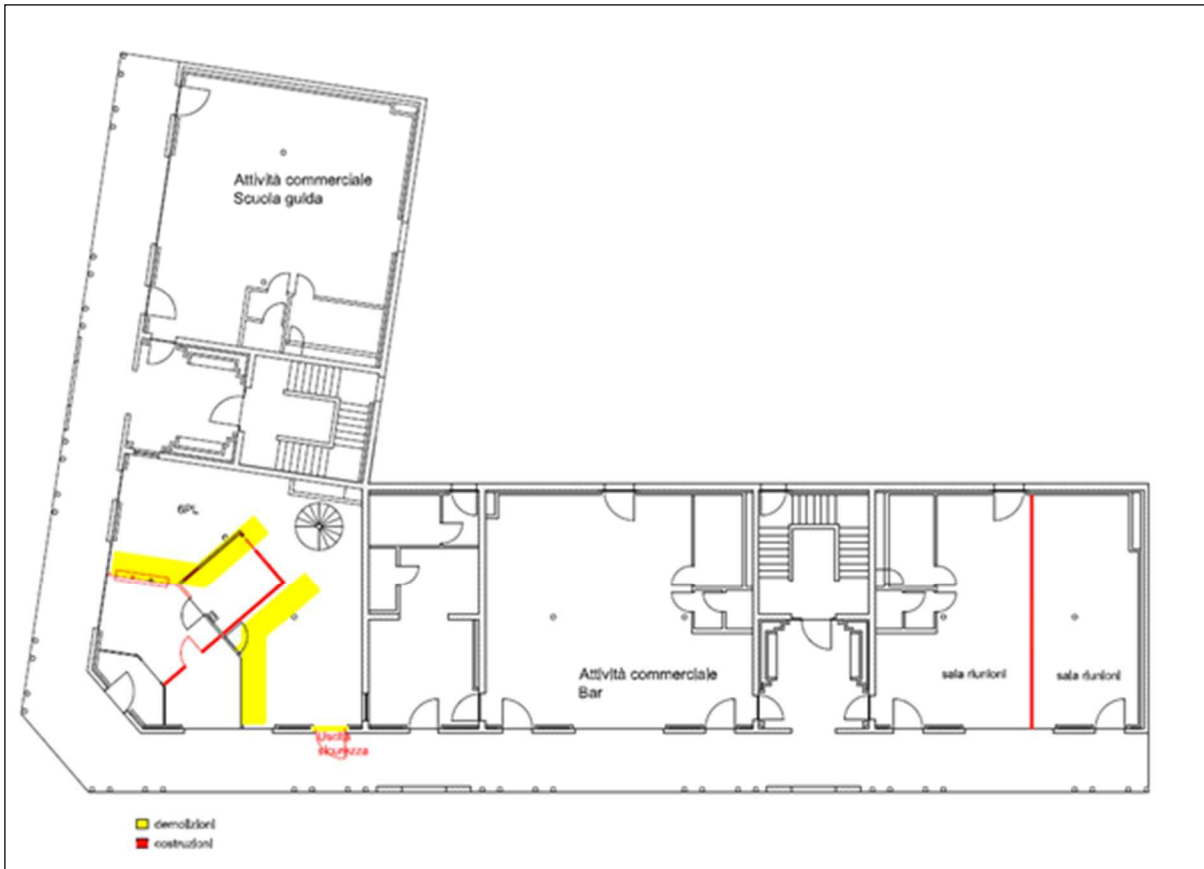 Attività commerciale
Scuola guida
6PL
Attività commerciale
Bar
sala riunioni
sala riunioni
Uscita
sicurezza
demolizioni
costruzioni